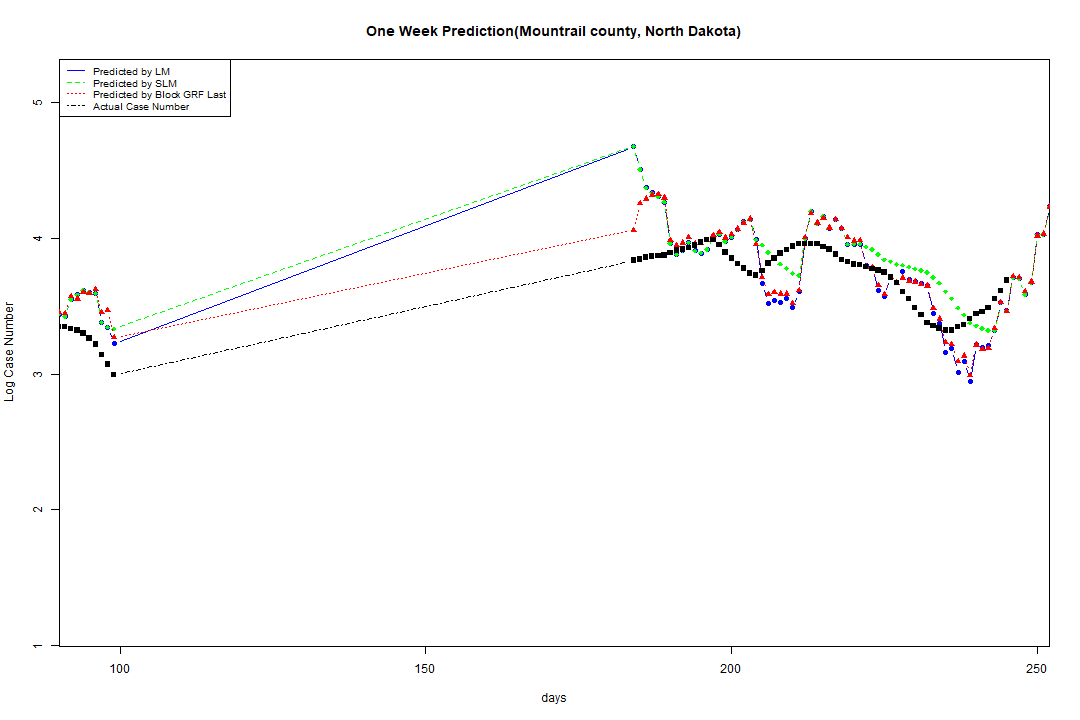 One Week Prediction(Mountrail county, North Dakota)
Predicted by LM
Predicted by SLM
Predicted by Block GRF Last
Actual Case Number
5
4
3
2
1
Log Case Number
100
150
200
250
days